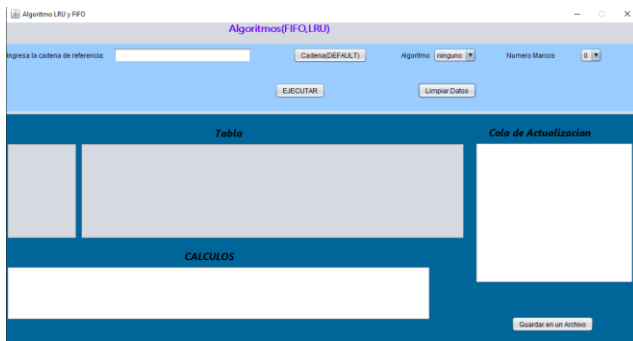 Algoritmo LRU y FIFO
Algoritmos(FIFO,LRU)
Ingresa la cadena de referencia: Cadena(DEFAULT) Algoritmo ninguno Numero Marcos 0
EJECUTAR Limpiar Datos
Tabla Cola de Actualizacion
CALCULOS
Guardar en un Archivo